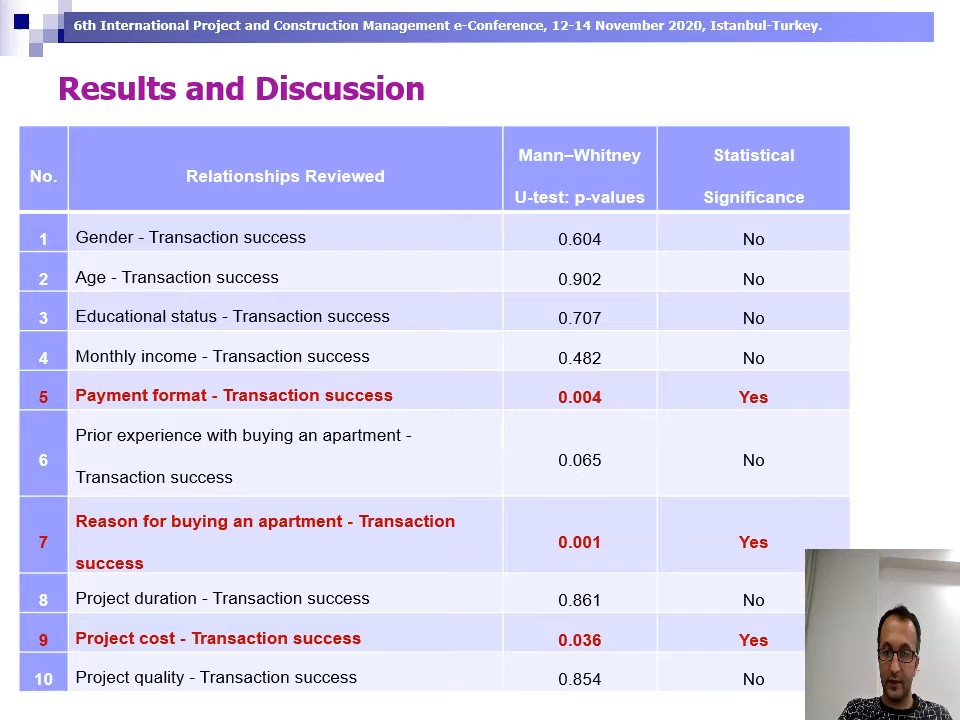 6th International Project and Construction Management e-Conference, 12-14 November 2020, Istanbul-Turkey.
Results and Discussion
No.
Relationships Reviewed
Mann–Whitney
U-test: p-values
Statistical
Significance
1 Gender - Transaction success 0.604 No
2 Age - Transaction success 0.902 No
3 Educational status - Transaction success 0.707 No
4 Monthly income - Transaction success 0.482 No
5 Payment format - Transaction success 0.004 Yes
6 Prior experience with buying an apartment -
Transaction success 0.065 No
7 Reason for buying an apartment - Transaction
success 0.001 Yes
8 Project duration - Transaction success 0.861 No
9 Project cost - Transaction success 0.036 Yes
10 Project quality - Transaction success 0.854 No